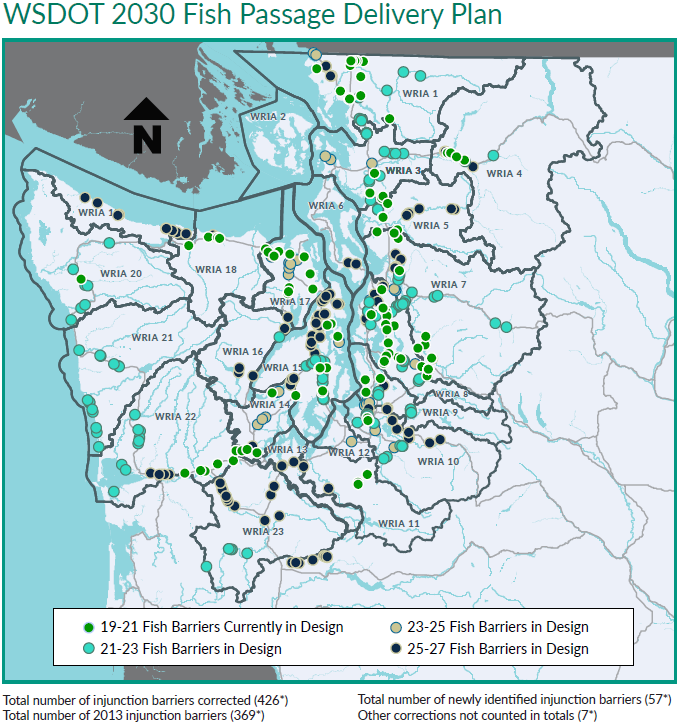 WSDOT 2030 Fish Passage Delivery Plan
WRIA 1
WRIA 2
N
WRIA 3
WRIA 4
WRIA 1
WRIA 6
WRIA 5
WRIA 20
WRIA 18
WRIA 7
WRIA 17
WRIA 21
WRIA 16
WRIA 15
WRIA 8
WRIA 14
WRIA 9
WRIA 22
WRIA 13
WRIA 12
WRIA 10
WRIA 11
WRIA 23
19-21 Fish Barriers Currently in Design
23-25 Fish Barriers in Design
21-23 Fish Barriers in Design
25-27 Fish Barriers in Design
Total number of injunction barriers corrected (426*)
Total number of newly identified injunction barriers (57*)
Total number of 2013 injunction barriers (369*)
Other corrections not counted in totals (7*)